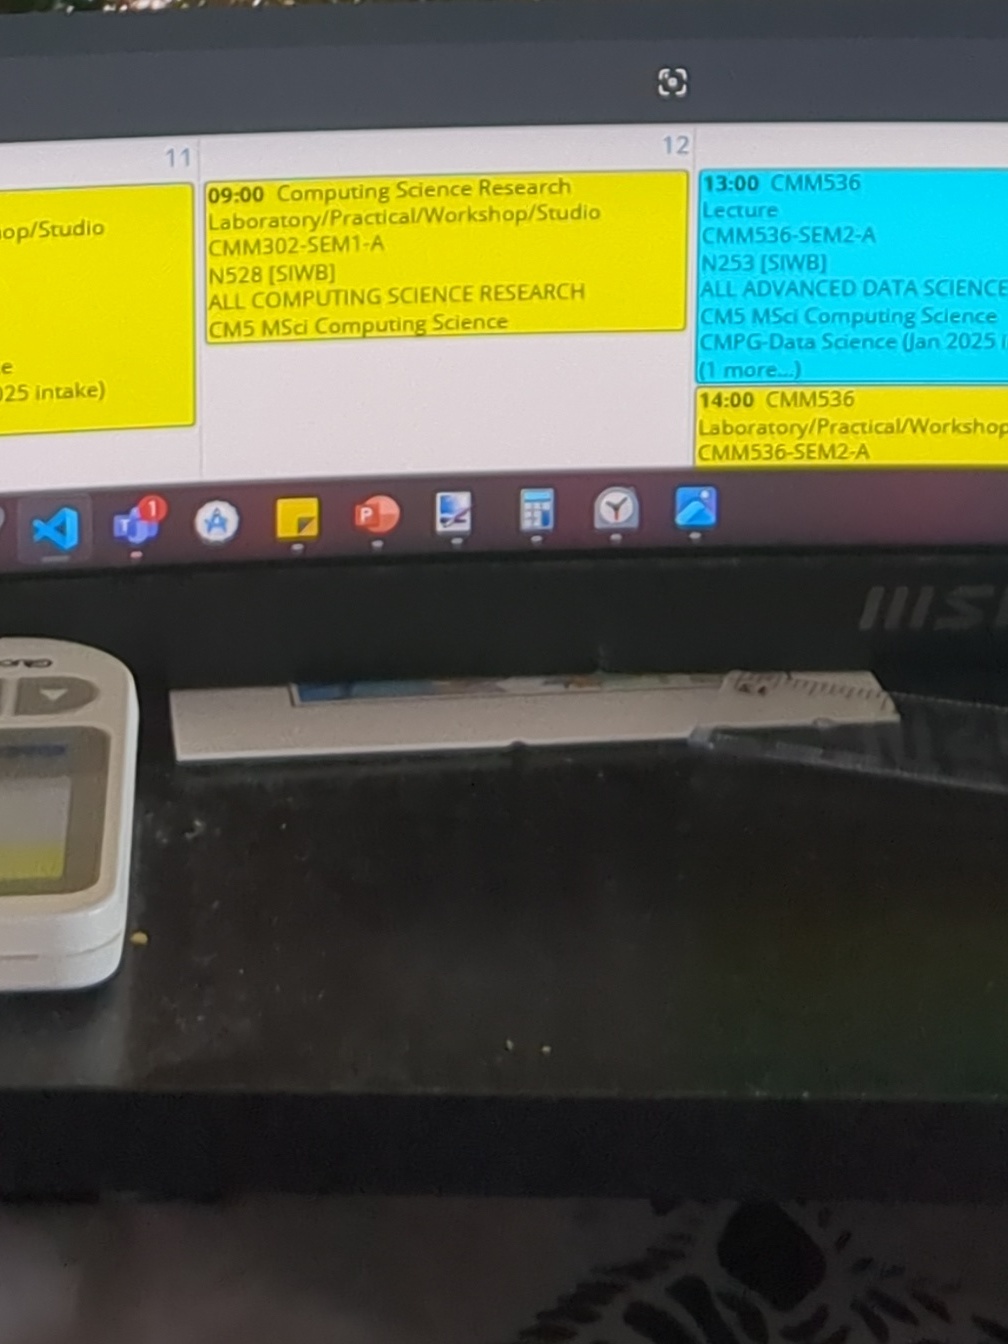 11
op/Studio
e
025 intake)
12
09:00 Computing Science Research
Laboratory/Practical/Workshop/Studio
CMM302-SEM1-A
N528 [SIWB]
ALL COMPUTING SCIENCE RESEARCH
CM5 MSci Computing Science
13:00 CMM536
Lecture
CMM536-SEM2-A
N253 [SIWB]
ALL ADVANCED DATA SCIENCE
CM5 MSci Computing Science
CMPG-Data Science (Jan 2025 i
(1 more...)
14:00 CMM536
Laboratory/Practical/Workshop
CMM536-SEM2-A
1
T
A
P
Y
MSI